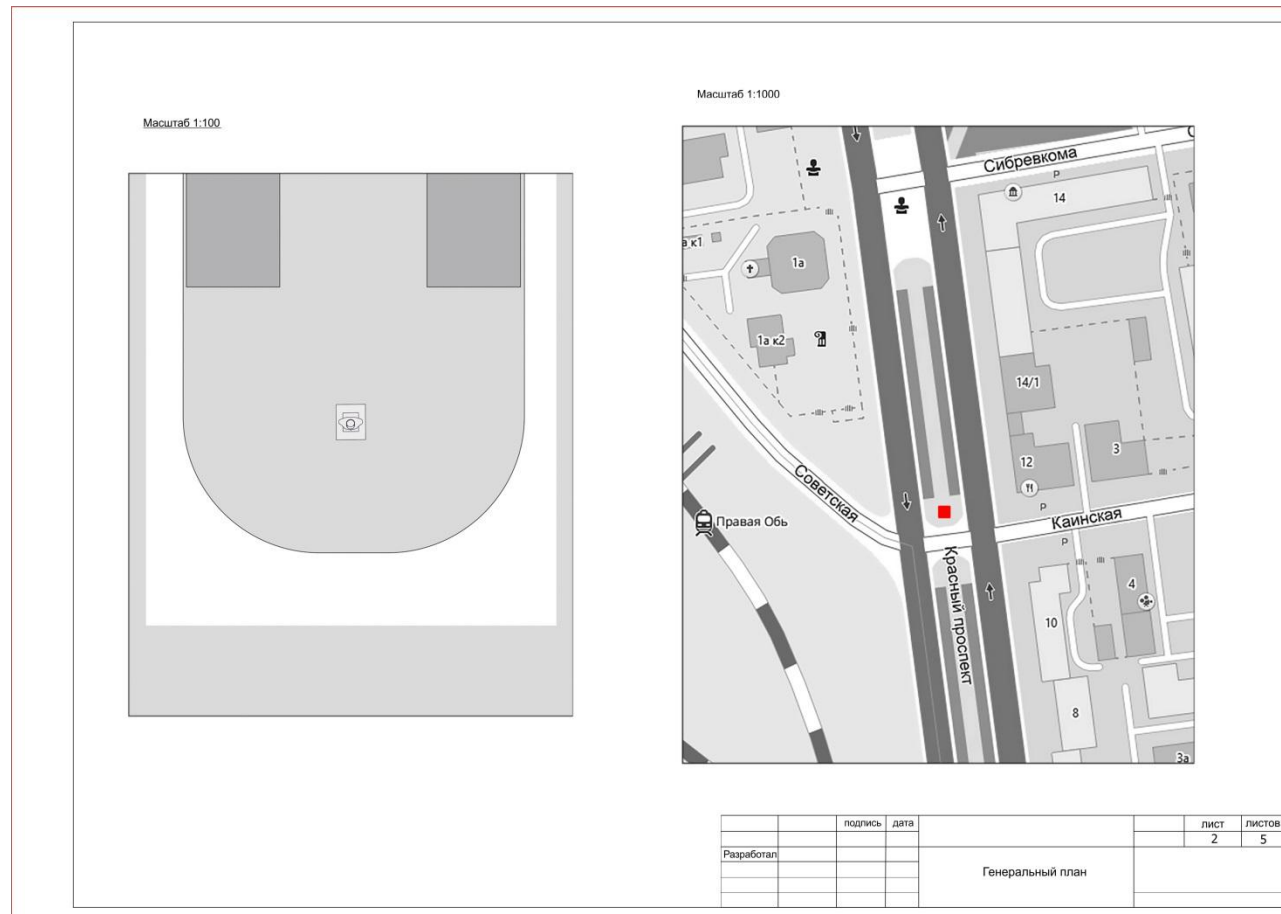 Масштаб 1:100
Масштаб 1:1000
Сибревкома
Р
14
а к1
1а
1а к2
14/1
3
12
Советская
Правая Обь
Р
Каинская
Р
Красный проспект
4
10
8
3а
подпись дата лист листов
2 5
Разработал
Генеральный план